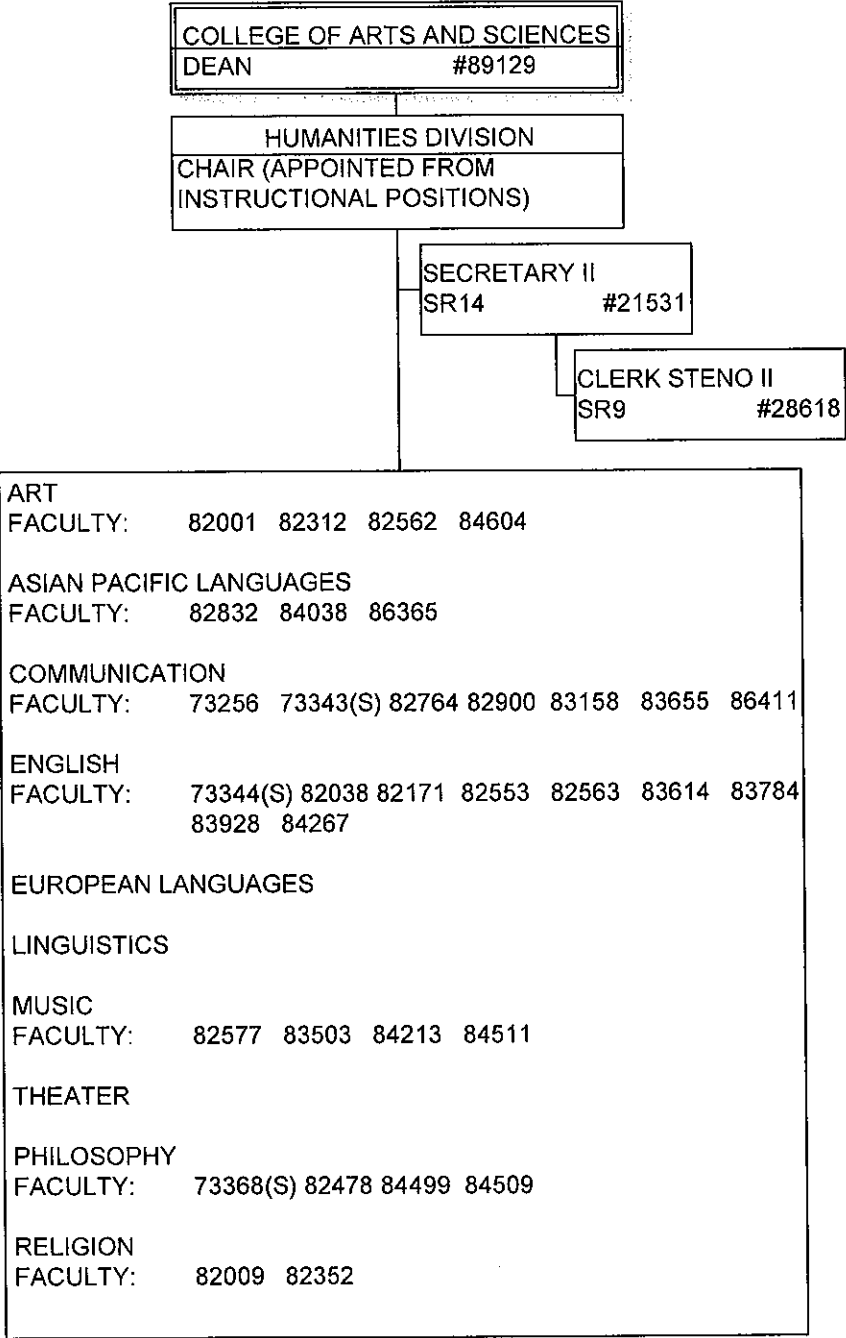 COLLEGE OF ARTS AND SCIENCES
DEAN #89129
HUMANITIES DIVISION
CHAIR (APPOINTED FROM
INSTRUCTIONAL POSITIONS)
SECRETARY II
SR14 #21531
CLERK STENO II
SR9 #28618
ART
FACULTY: 82001 82312 82562 84604
ASIAN PACIFIC LANGUAGES
FACULTY: 82832 84038 86365
COMMUNICATION
FACULTY: 73256 73343(S) 82764 82900 83158 83655 86411
ENGLISH
FACULTY: 73344(S) 82038 82171 82553 82563 83614 83784
83928 84267
EUROPEAN LANGUAGES
LINGUISTICS
MUSIC
FACULTY: 82577 83503 84213 84511
THEATER
PHILOSOPHY
FACULTY: 73368(S) 82478 84499 84509
RELIGION
FACULTY: 82009 82352